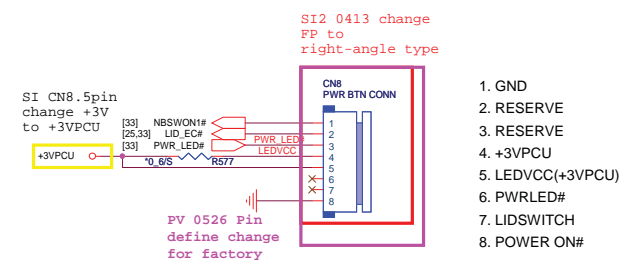 SI2 0413 change
FP to
right-angle type
CN8
PWR BTN CONN
SI CN8.5pin
change +3V
to +3VPCU
[33] NBSWON1#
[25,33] LID_EC#
[33] PWR_LED#
PWR_LED#
LEDVCC
+3VPCU
*0_6/S R577
1
2
3
4
5
6
7
8
PV 0526 Pin
define change
for factory
1. GND
2. RESERVE
3. RESERVE
4. +3VPCU
5. LEDVCC(+3VPCU)
6. PWRLED#
7. LIDSWITCH
8. POWER ON#